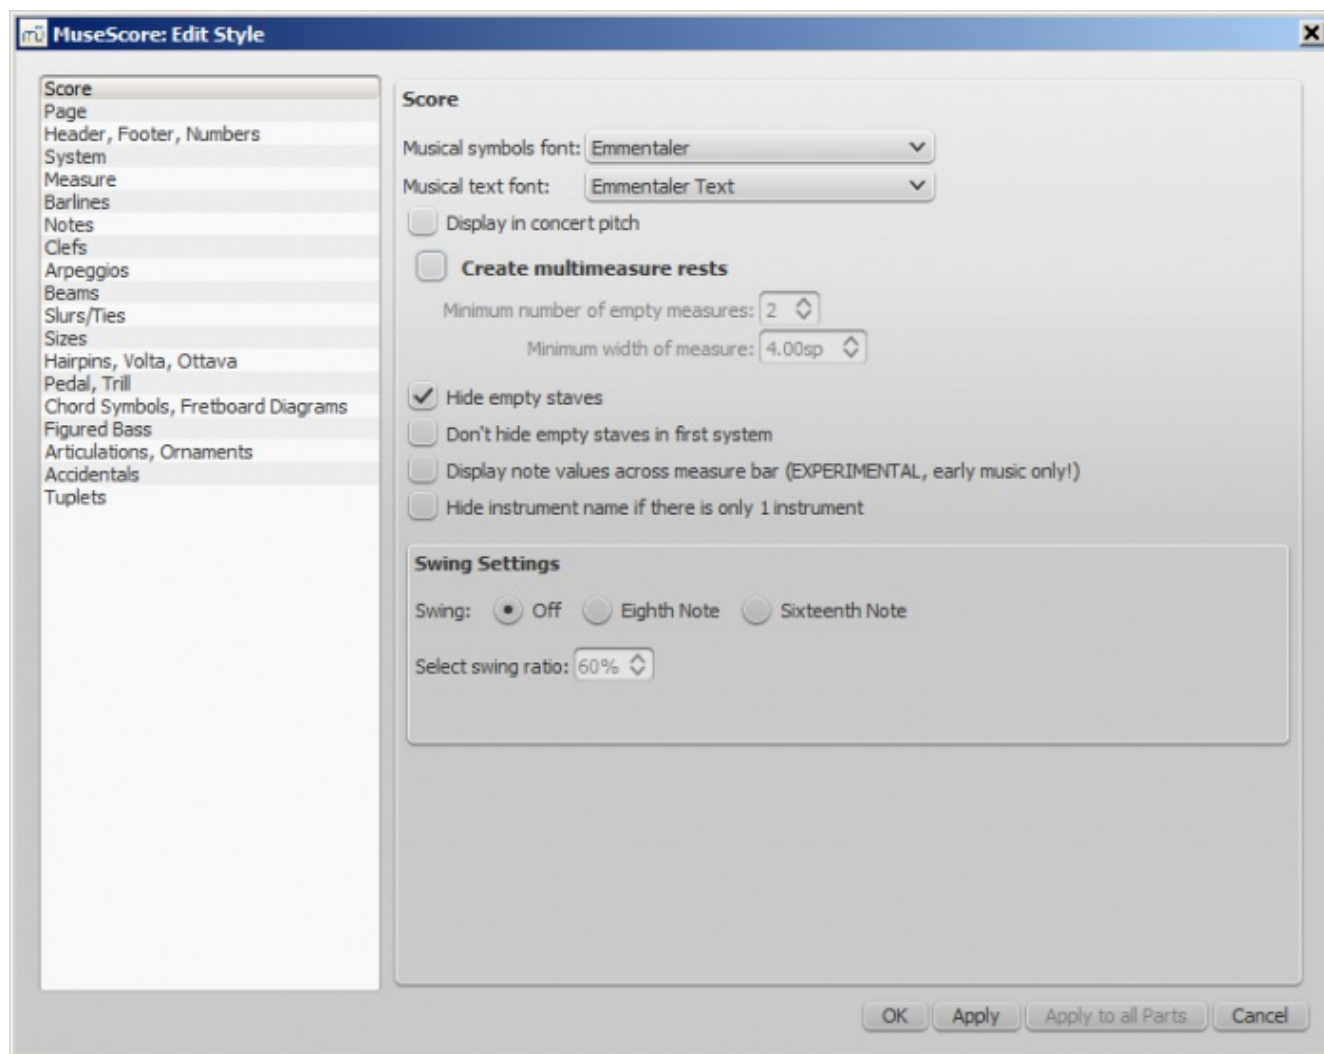 mü MuseScore: Edit Style
Score
Page
Header, Footer, Numbers
System
Measure
Barlines
Notes
Clefs
Arpeggios
Beams
Slurs/Ties
Sizes
Hairpins, Volta, Ottava
Pedal, Trill
Chord Symbols, Fretboard Diagrams
Figured Bass
Articulations, Ornaments
Accidentals
Tuplets
Score
Musical symbols font: Emmentaler
Musical text font: Emmentaler Text
Display in concert pitch
Create multimeasure rests
Minimum number of empty measures: 2
Minimum width of measure: 4.00sp
Hide empty staves
Don't hide empty staves in first system
Display note values across measure bar (EXPERIMENTAL, early music only!)
Hide instrument name if there is only 1 instrument
Swing Settings
Swing: Off Eighth Note Sixteenth Note
Select swing ratio: 60%
OK Apply Apply to all Parts Cancel